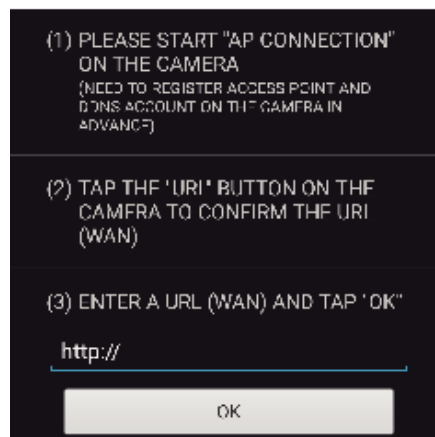 (1) PLEASE START "AP CONNECTION"
ON THE CAMERA
(NEED TO REGISTER ACCESS POINT AND
DDNS ACCOUNT ON THE CAMERA IN
ADVANCE)
(2) TAP THE "URL" BUTTON ON THE
CAMERA TO CONFIRM THE URL
(WAN)
(3) ENTER A URL (WAN) AND TAP "OK"
http://
OK